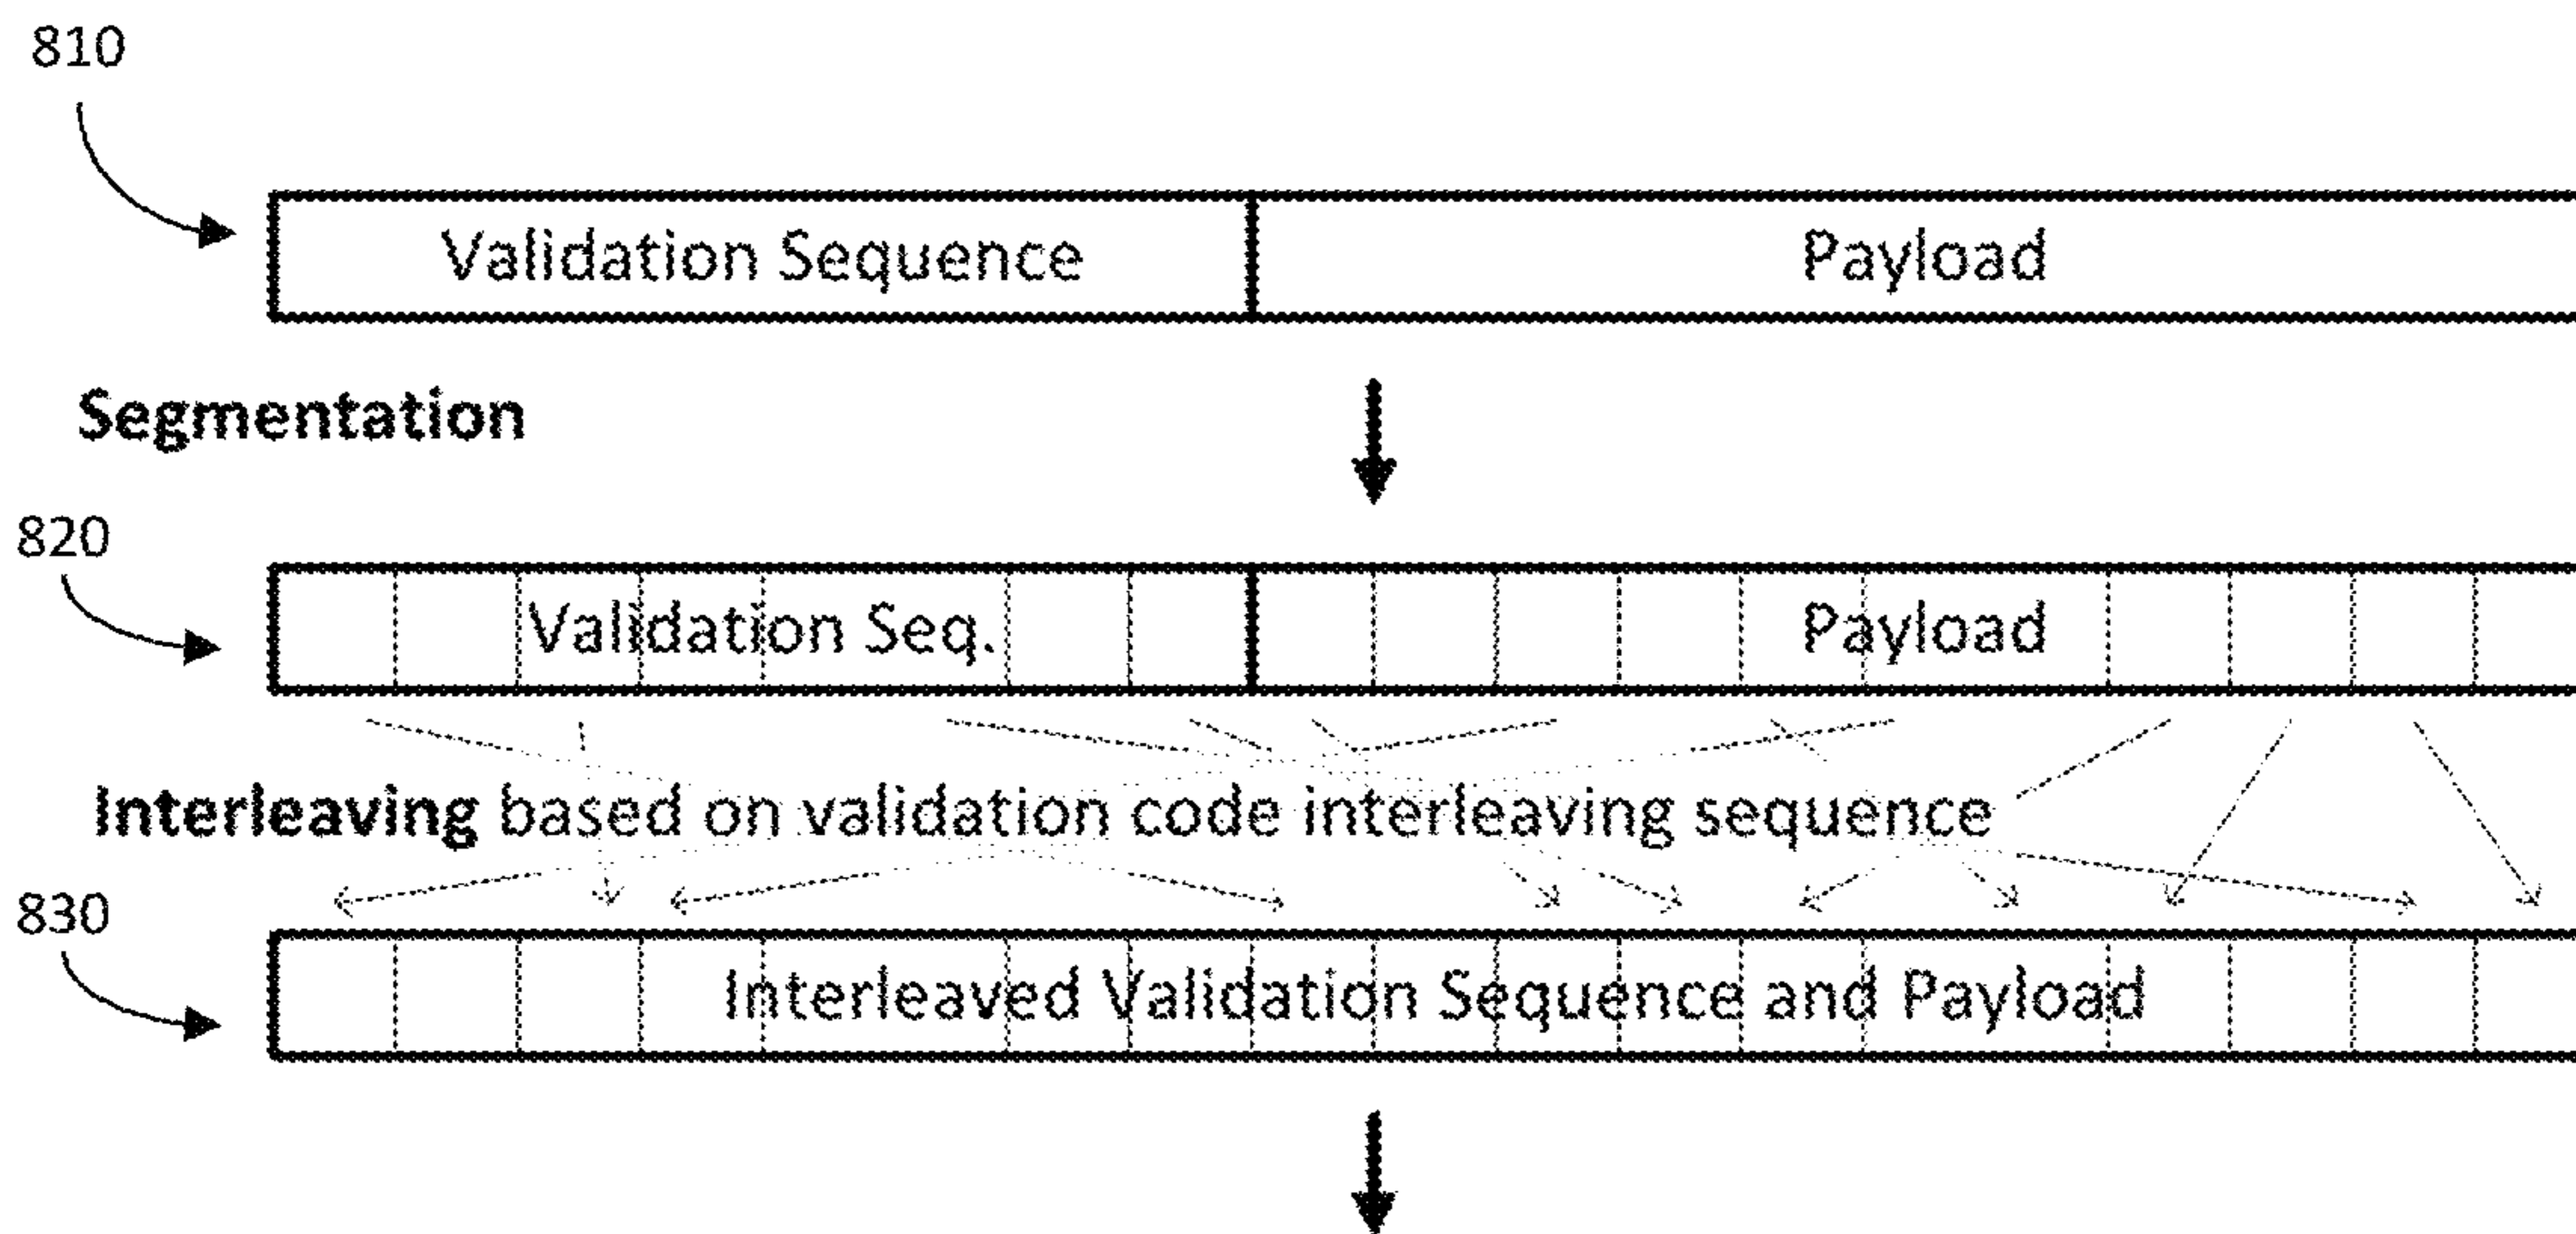 810
Validation Sequence Payload
Segmentation
820
Validation Seq. Payload
Interleaving based on validation code interleaving sequence
830
Interleaved Validation Sequence and Payload